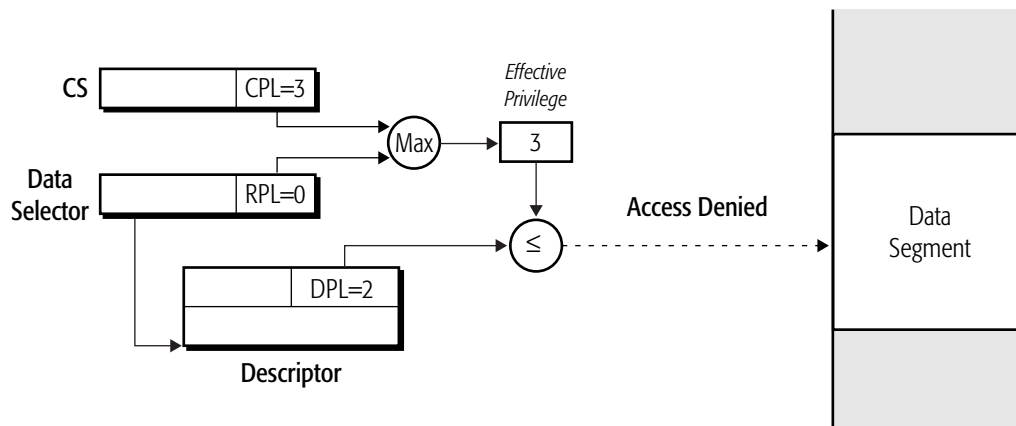 CS
CPL=3
Effective
Privilege
Max
3
Data
Selector
RPL=0
Access Denied
≤
Data
Segment
DPL=2
Descriptor